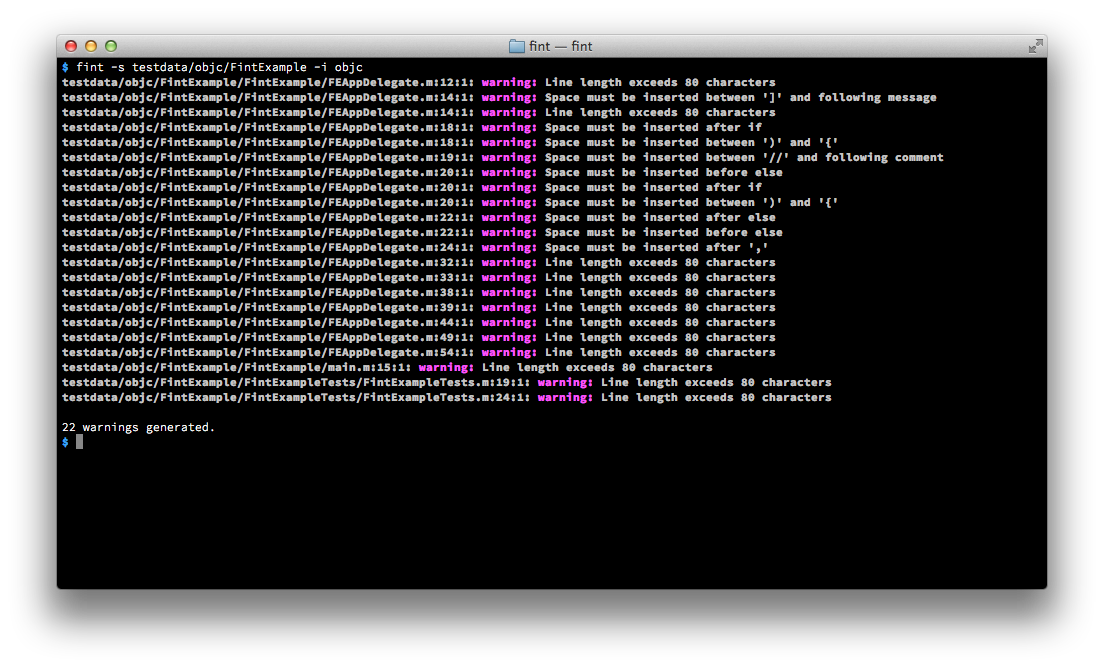 fint — fint
$ fint -s testdata/objc/FintExample -i objc
testdata/objc/FintExample/FintExample/FEAppDelegate.m:12:1: warning: Line length exceeds 80 characters
testdata/objc/FintExample/FintExample/FEAppDelegate.m:14:1: warning: Space must be inserted between ']' and following message
testdata/objc/FintExample/FintExample/FEAppDelegate.m:14:1: warning: Line length exceeds 80 characters
testdata/objc/FintExample/FintExample/FEAppDelegate.m:18:1: warning: Space must be inserted after if
testdata/objc/FintExample/FintExample/FEAppDelegate.m:18:1: warning: Space must be inserted between ')' and '{'
testdata/objc/FintExample/FintExample/FEAppDelegate.m:19:1: warning: Space must be inserted between '//' and following comment
testdata/objc/FintExample/FintExample/FEAppDelegate.m:20:1: warning: Space must be inserted before else
testdata/objc/FintExample/FintExample/FEAppDelegate.m:20:1: warning: Space must be inserted after if
testdata/objc/FintExample/FintExample/FEAppDelegate.m:20:1: warning: Space must be inserted between ')' and '{'
testdata/objc/FintExample/FintExample/FEAppDelegate.m:22:1: warning: Space must be inserted after else
testdata/objc/FintExample/FintExample/FEAppDelegate.m:22:1: warning: Space must be inserted before else
testdata/objc/FintExample/FintExample/FEAppDelegate.m:24:1: warning: Space must be inserted after ','
testdata/objc/FintExample/FintExample/FEAppDelegate.m:32:1: warning: Line length exceeds 80 characters
testdata/objc/FintExample/FintExample/FEAppDelegate.m:33:1: warning: Line length exceeds 80 characters
testdata/objc/FintExample/FintExample/FEAppDelegate.m:38:1: warning: Line length exceeds 80 characters
testdata/objc/FintExample/FintExample/FEAppDelegate.m:39:1: warning: Line length exceeds 80 characters
testdata/objc/FintExample/FintExample/FEAppDelegate.m:44:1: warning: Line length exceeds 80 characters
testdata/objc/FintExample/FintExample/FEAppDelegate.m:49:1: warning: Line length exceeds 80 characters
testdata/objc/FintExample/FintExample/FEAppDelegate.m:54:1: warning: Line length exceeds 80 characters
testdata/objc/FintExample/FintExample/main.m:15:1: warning: Line length exceeds 80 characters
testdata/objc/FintExample/FintExampleTests/FintExampleTests.m:19:1: warning: Line length exceeds 80 characters
testdata/objc/FintExample/FintExampleTests/FintExampleTests.m:24:1: warning: Line length exceeds 80 characters
22 warnings generated.
$